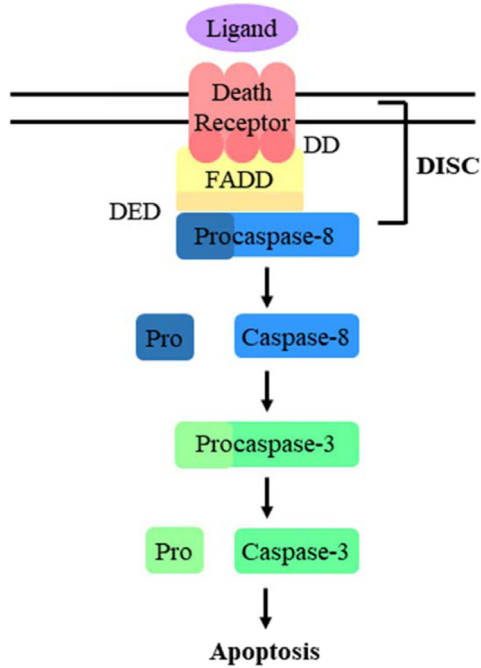 Ligand
Death
Receptor
DD
FADD
DISC
DED
Procaspase-8
Pro
Caspase-8
Procaspase-3
Pro
Caspase-3
Apoptosis